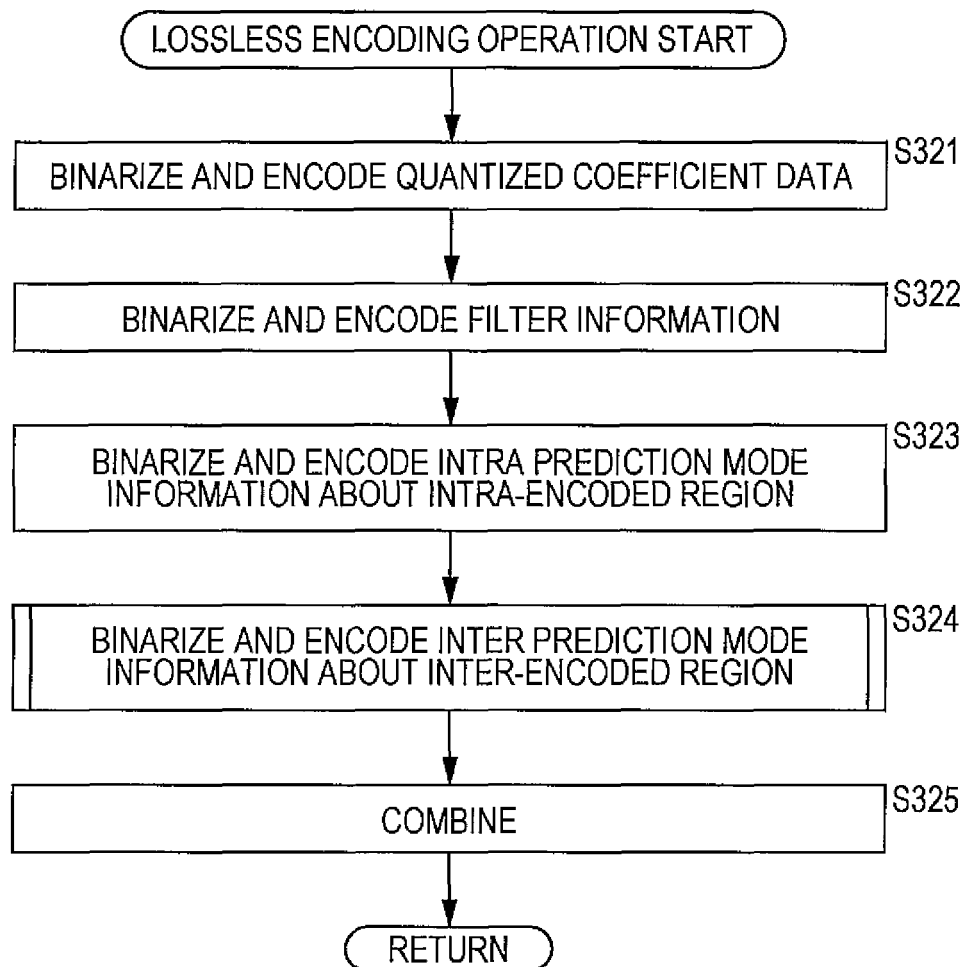 LOSSLESS ENCODING OPERATION START
S321
BINARIZE AND ENCODE QUANTIZED COEFFICIENT DATA
S322
BINARIZE AND ENCODE FILTER INFORMATION
S323
BINARIZE AND ENCODE INTRA PREDICTION MODE
INFORMATION ABOUT INTRA-ENCODED REGION
S324
BINARIZE AND ENCODE INTER PREDICTION MODE
INFORMATION ABOUT INTER-ENCODED REGION
S325
COMBINE
RETURN